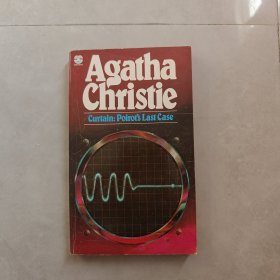 Agatha
Christie
Curtain: Poirot's Last Case